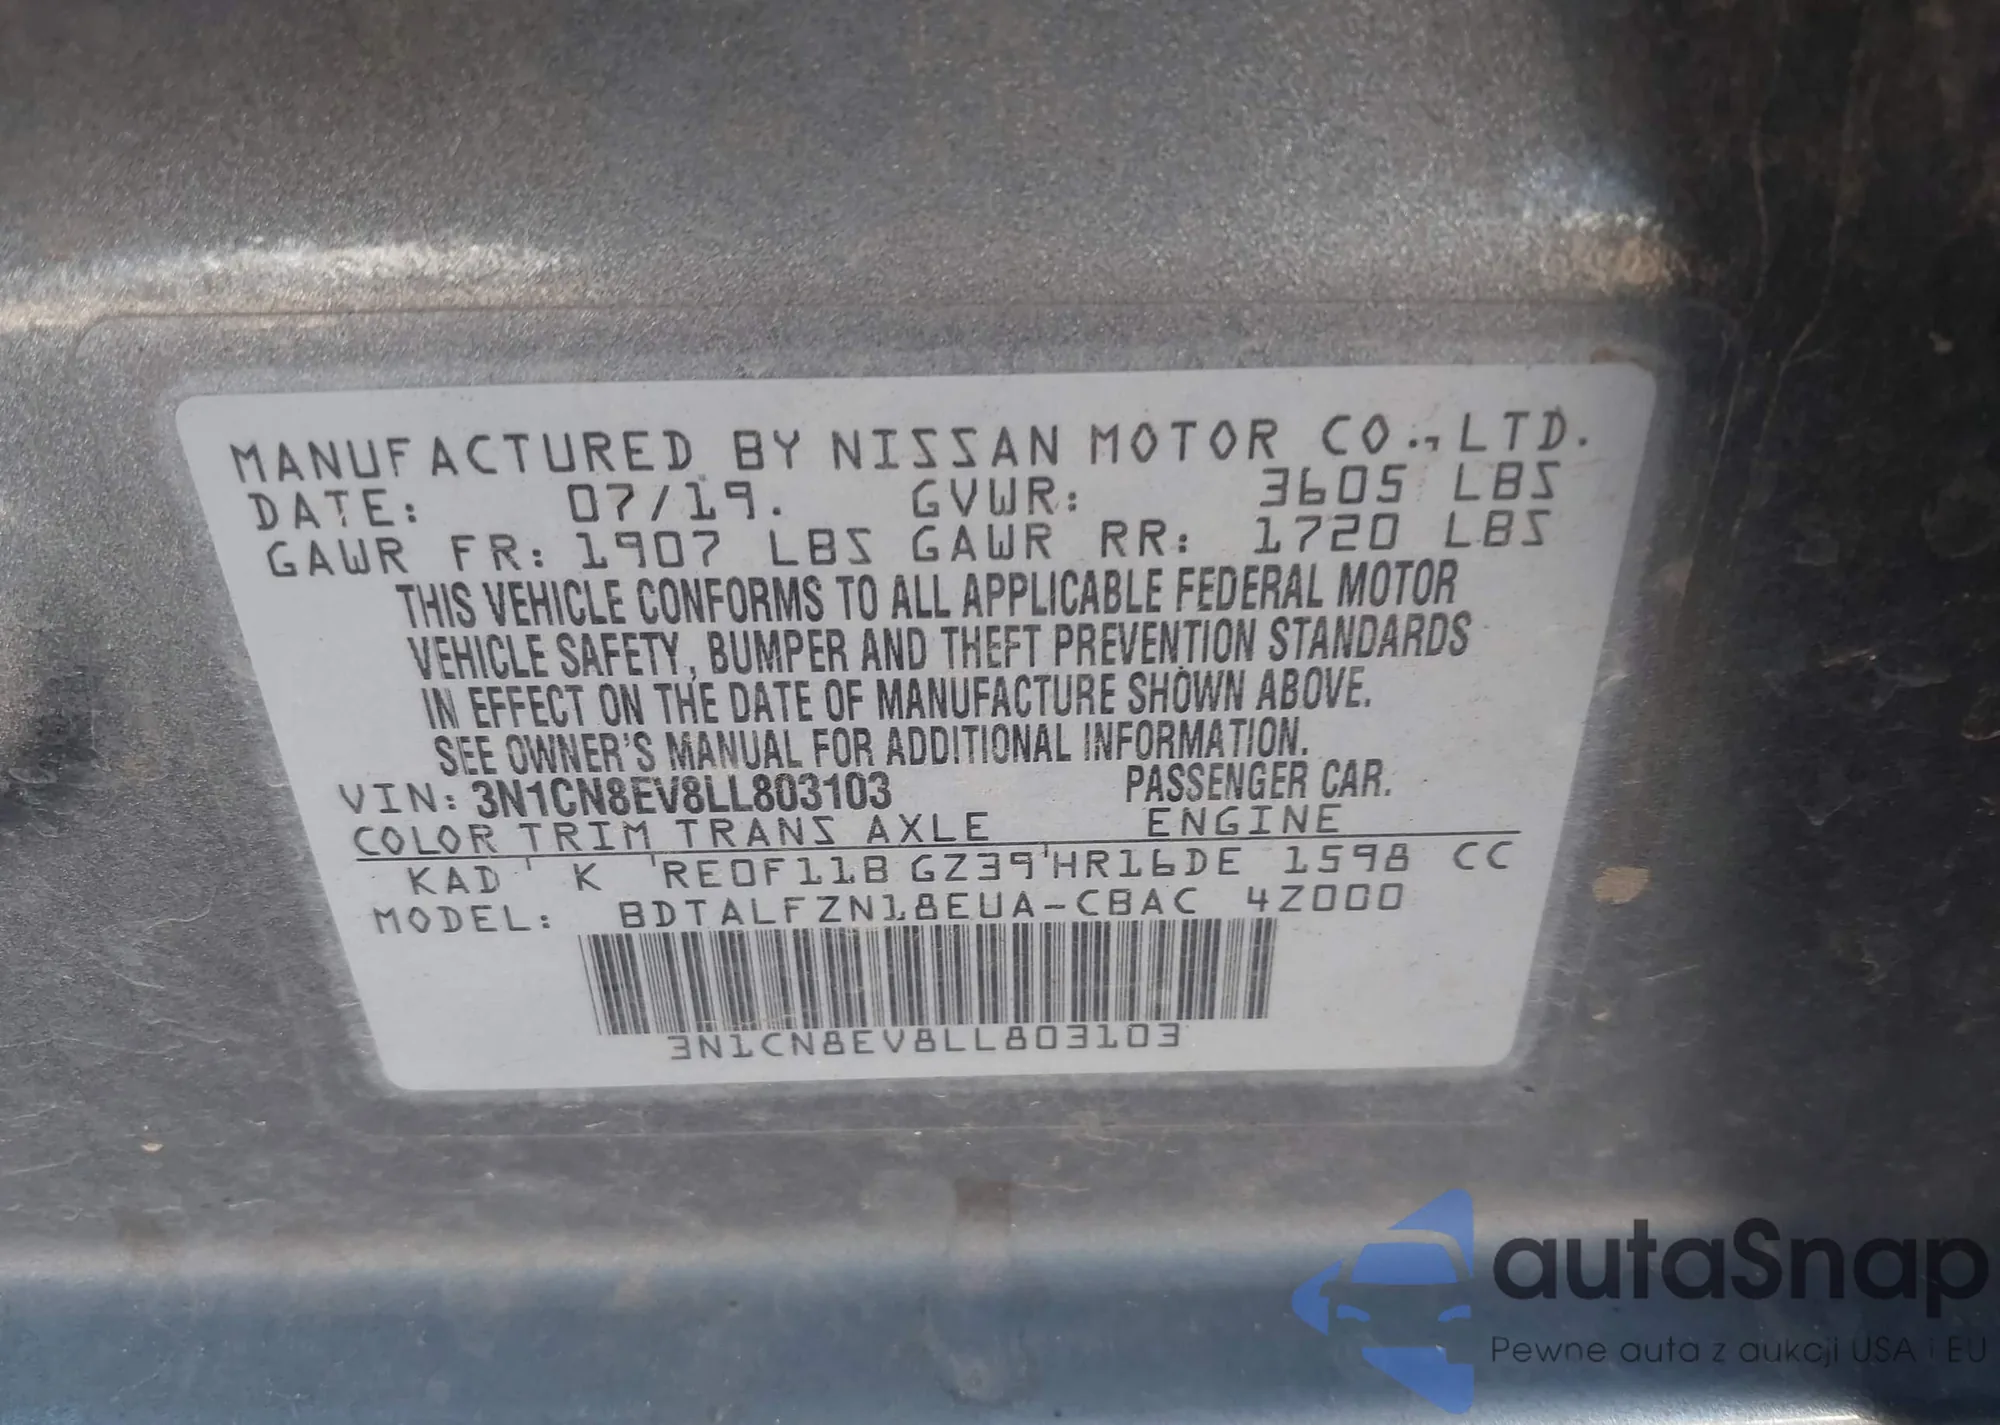 MANUFACTURED BY NISSAN MOTOR CO., LTD.
DATE: 07/19. GVWR: 3605 LBS
GAWR FR: 1907 LBS GAWR RR: 1720 LBS
THIS VEHICLE CONFORMS TO ALL APPLICABLE FEDERAL MOTOR
VEHICLE SAFETY, BUMPER AND THEFT PREVENTION STANDARDS
IN EFFECT ON THE DATE OF MANUFACTURE SHOWN ABOVE.
SEE OWNER'S MANUAL FOR ADDITIONAL INFORMATION.
VIN: 3N1CN8EV8LL803103 PASSENGER CAR.
COLOR TRIM TRANS AXLE ENGINE
KAD K RE0F11B GZ39 HR16DE 1598 CC
MODEL: BDTALFZN18EUA-CBAC 4Z000
3N1CN8EV8LL803103
autaSnap
Pewne auta z aukcji USA i EU